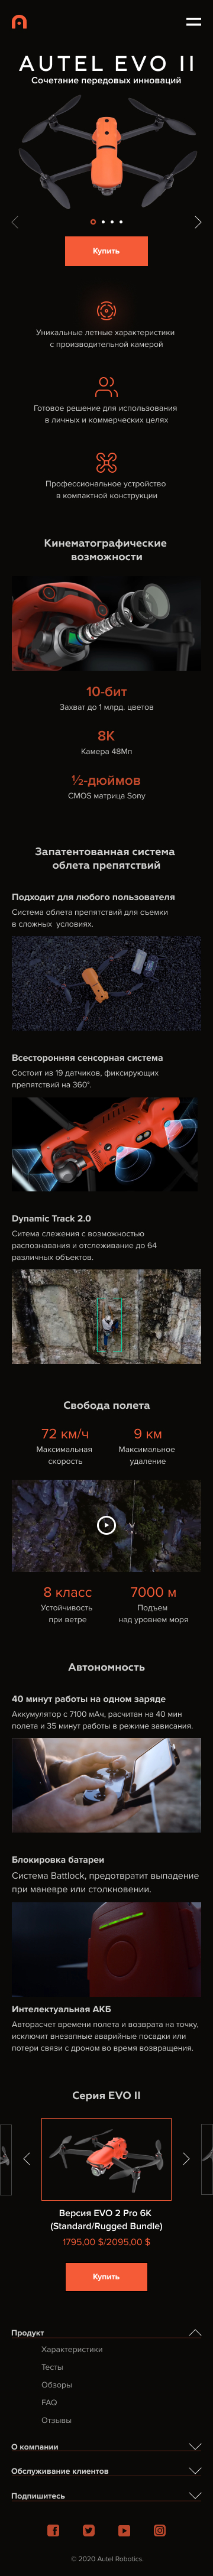 AUTEL EVO II
Сочетание передовых инноваций
Купить
Уникальные летные характеристики
с производительной камерой
Готовое решение для использования
в личных и коммерческих целях
Профессиональное устройство
в компактной конструкции
Кинематографические
возможности
10-бит
Захват до 1 млрд. цветов
8K
Камера 48Мп
½-дюймов
CMOS матрица Sony
Запатентованная система
облета препятствий
Подходит для любого пользователя
Система облета препятствий для съемки
в сложных условиях.
Всесторонняя сенсорная система
Состоит из 19 датчиков, фиксирующих
препятствий на 360°.
Dynamic Track 2.0
Ситема слежения с возможностью
распознавания и отслеживание до 64
различных объектов.
Свобода полета
72 км/ч
9 км
Максимальная
скорость
Максимальное
удаление
8 класс
7000 м
Устойчивость
при ветре
Подъем
над уровнем моря
Автономность
40 минут работы на одном заряде
Аккумулятор с 7100 мАч, расчитан на 40 мин
полета и 35 минут работы в режиме зависания.
Блокировка батареи
Система Battlock, предотвратит выпадение
при маневре или столкновении.
Интелектуальная АКБ
Авторасчет времени полета и возврат на точку,
исключит внезапные аварийные посадки или
потери связи с дроном во время возвращения.
Серия EVO II
Версия EVO 2 Pro 6K
(Standard/Rugged Bundle)
1795,00 $/2095,00 $
Купить
Продукт
Характеристики
Тесты
Обзоры
FAQ
Отзывы
О компании
Обслуживание клиентов
Подпишитесь
© 2020 Autel Robotics.